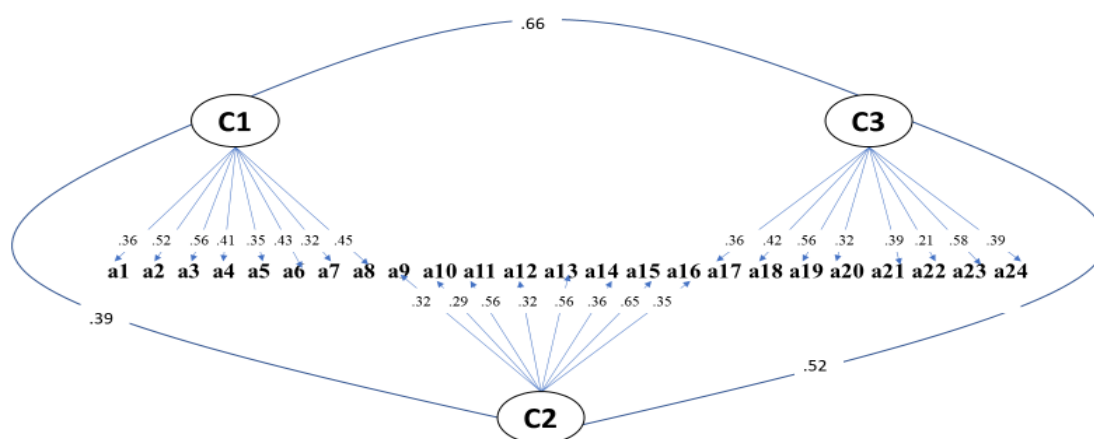 .66
C1 C3
.36 .52 .56 .41 .35 .43 .32 .45 .36 .42 .56 .32 .39 .21 .58 .39
a1 a2 a3 a4 a5 a6 a7 a8 a9 a10 a11 a12 a13 a14 a15 a16 a17 a18 a19 a20 a21 a22 a23 a24
.32 .29 .56 .32 .56 .36 .65 .35
.39
.52
C2